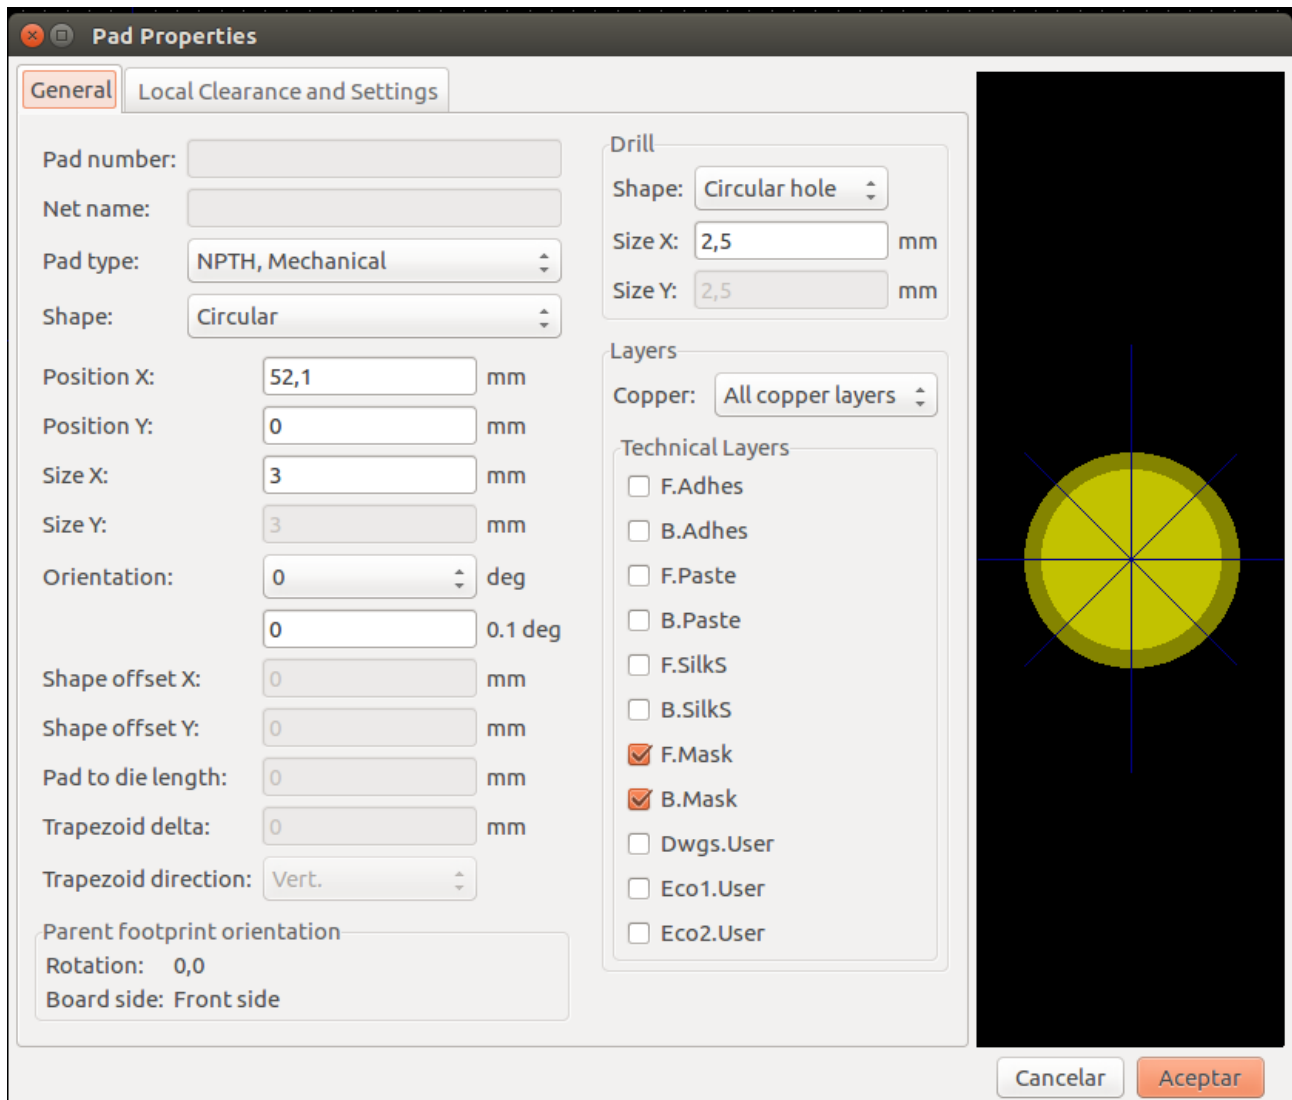 Pad Properties
General
Local Clearance and Settings
Pad number:
Net name:
Pad type: NPTH, Mechanical
Shape: Circular
Position X: 52,1 mm
Position Y: 0 mm
Size X: 3 mm
Size Y: 3 mm
Orientation: 0 deg
0 0.1 deg
Shape offset X: 0 mm
Shape offset Y: 0 mm
Pad to die length: 0 mm
Trapezoid delta: 0 mm
Trapezoid direction: Vert.
Parent footprint orientation
Rotation: 0,0
Board side: Front side
Drill
Shape: Circular hole
Size X: 2,5 mm
Size Y: 2,5 mm
Layers
Copper: All copper layers
Technical Layers
F.Adhes
B.Adhes
F.Paste
B.Paste
F.SilkS
B.SilkS
F.Mask
B.Mask
Dwgs.User
Eco1.User
Eco2.User
Cancelar
Aceptar